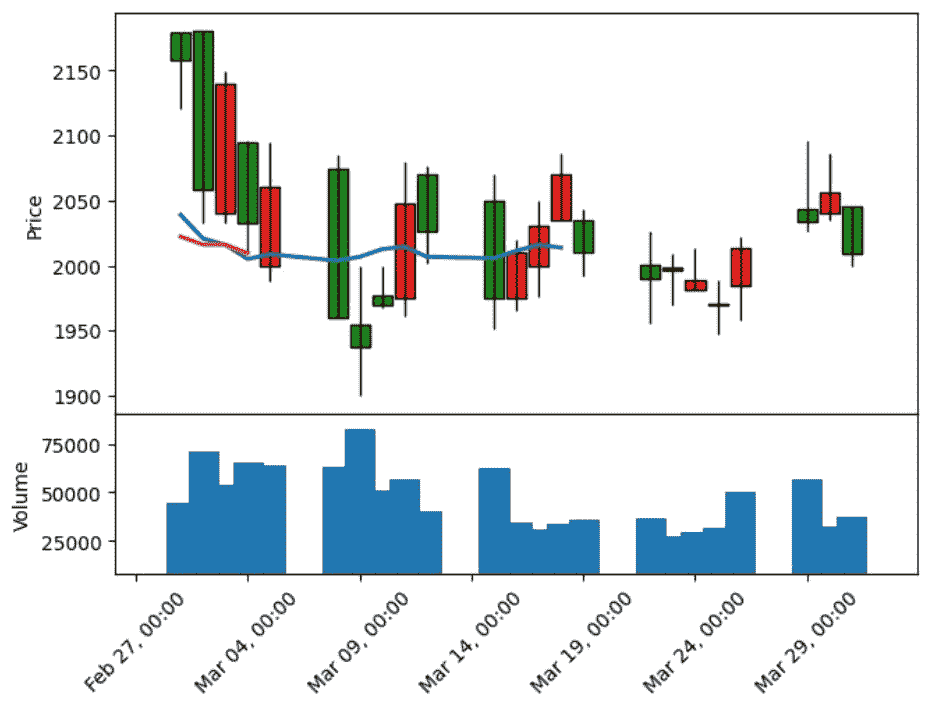 2150
2100
2050
2000
1950
1900
Price
75000
50000
25000
Volume
Feb 27, 00:00
Mar 04, 00:00
Mar 09, 00:00
Mar 14, 00:00
Mar 19, 00:00
Mar 24, 00:00
Mar 29, 00:00